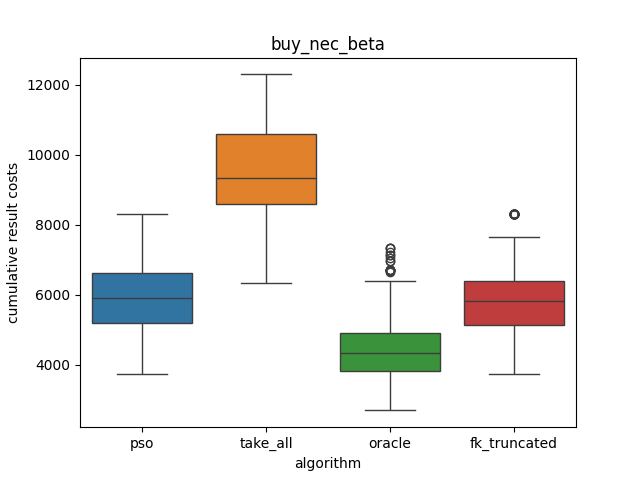 buy_nec_beta
12000
10000
8000
6000
4000
cumulative result costs
pso take_all oracle fk_truncated
algorithm